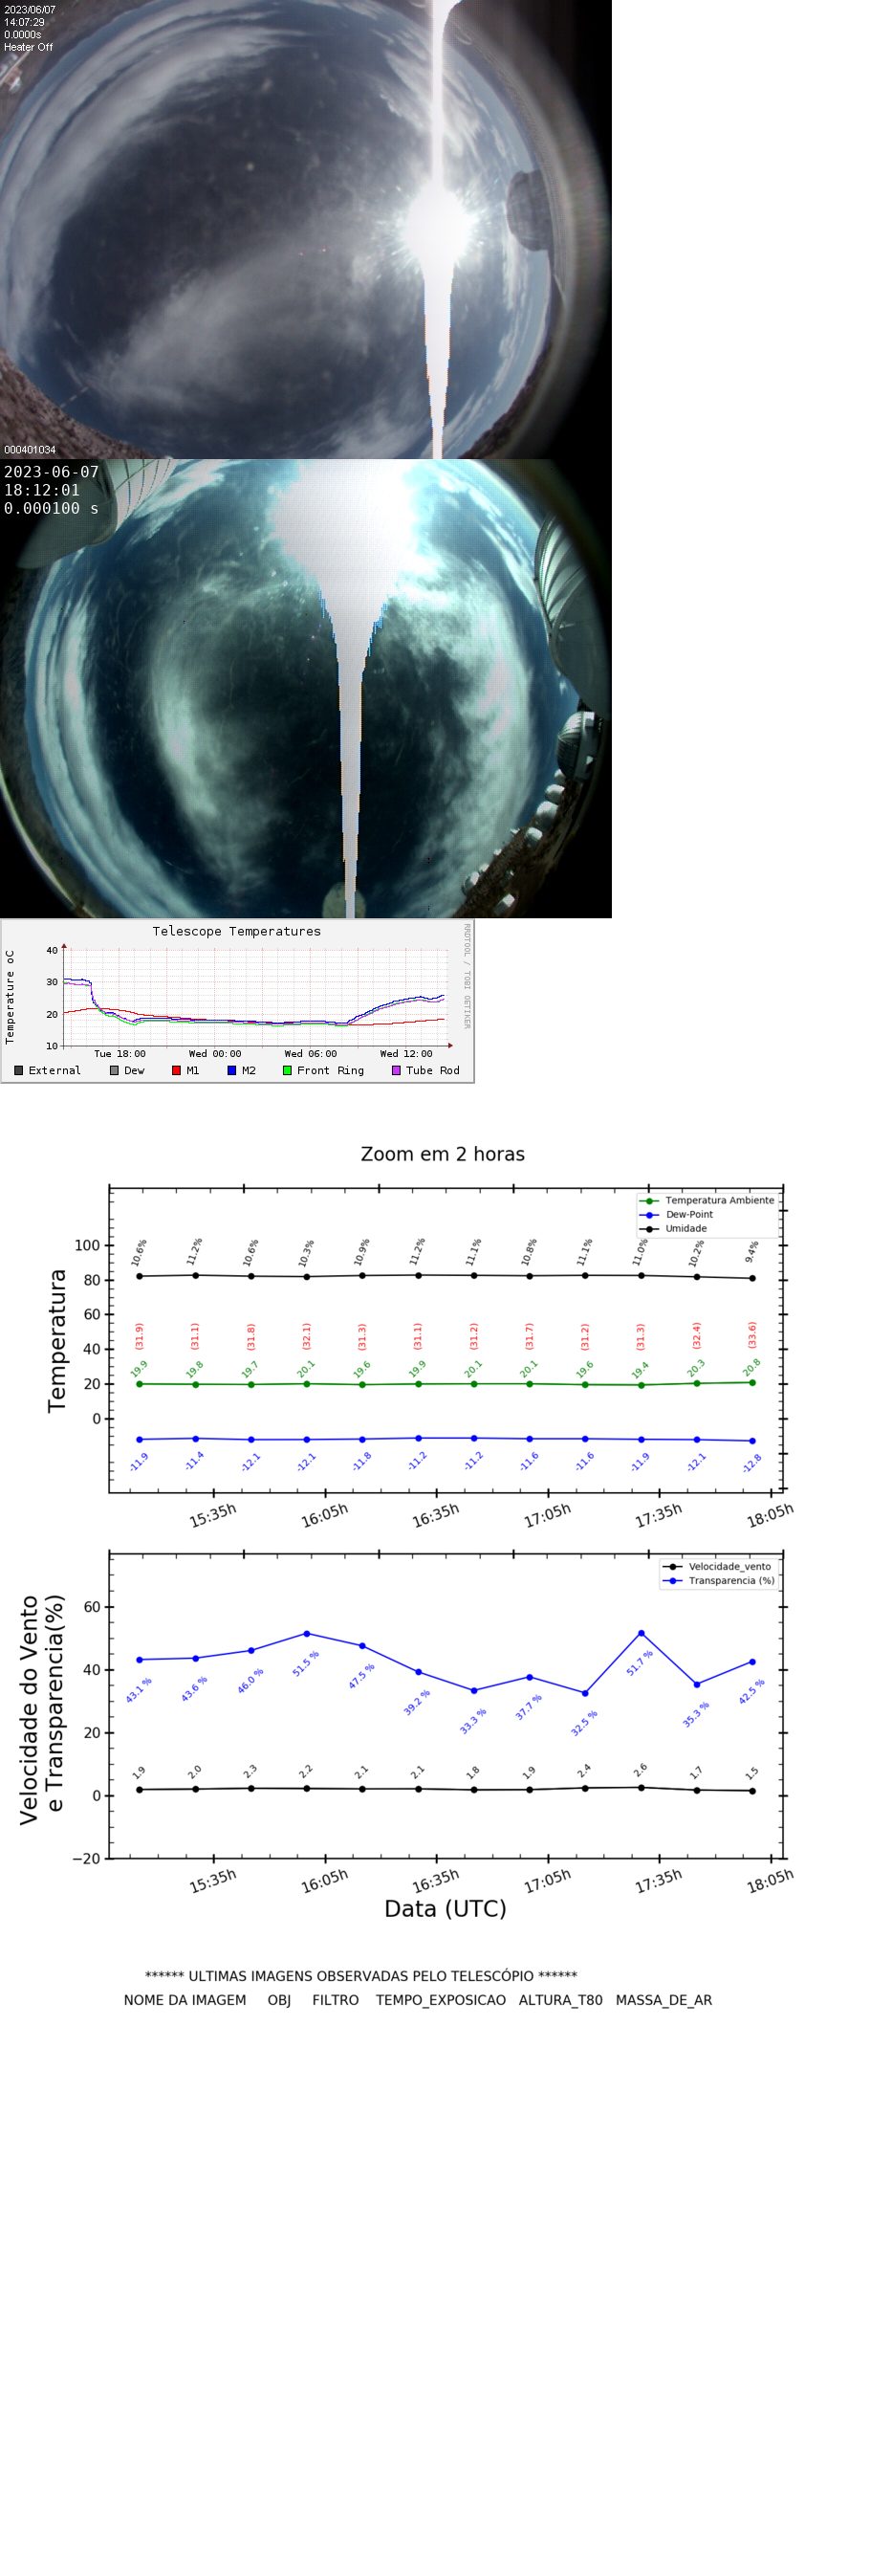 2023/06/07
14:07:29
0.0000s
Heater Off
000401034
2023-06-07
18:12:01
0.000100 s
Telescope Temperatures
RRDTOOL / TOBI OETIKER
Temperature oC
40
30
20
10
Tue 18:00 Wed 00:00 Wed 06:00 Wed 12:00
External Dew M1 M2 Front Ring Tube Rod
Zoom em 2 horas
Temperatura Ambiente
Dew-Point
Umidade
Temperatura
100
80
60
40
20
0
10.6% 11.2% 10.6% 10.3% 10.9% 11.2% 11.1% 10.8% 11.1% 11.0% 10.2% 9.4%
(31.9) (31.1) (31.8) (32.1) (31.3) (31.1) (31.2) (31.7) (31.2) (31.3) (32.4) (33.6)
19.9 19.8 19.7 20.1 19.6 19.9 20.1 20.1 19.6 19.4 20.3 20.8
-11.9 -11.4 -12.1 -12.1 -11.8 -11.2 -11.2 -11.6 -11.6 -11.9 -12.1 -12.8
15:35h 16:05h 16:35h 17:05h 17:35h 18:05h
Velocidade_vento
Transparencia (%)
Velocidade do Vento
e Transparencia(%)
60
40
20
0
−20
43.1 % 43.6 % 46.0 % 51.5 % 47.5 % 39.2 % 33.3 % 37.7 % 32.5 % 51.7 % 35.3 % 42.5 %
1.9 2.0 2.3 2.2 2.1 2.1 1.8 1.9 2.4 2.6 1.7 1.5
15:35h 16:05h 16:35h 17:05h 17:35h 18:05h
Data (UTC)
****** ULTIMAS IMAGENS OBSERVADAS PELO TELESCÓPIO ******
NOME DA IMAGEM OBJ FILTRO TEMPO_EXPOSICAO ALTURA_T80 MASSA_DE_AR